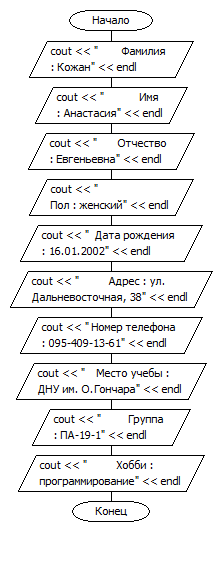 Начало
cout << "      Фамилия
: Кожан" << endl
cout << "          Имя
: Анастасия" << endl
cout << "     Отчество
: Евгеньевна" << endl
cout << "
Пол : женский" << endl
cout << "  Дата рождения
: 16.01.2002" << endl
cout << "        Адрес : ул.
Дальневосточная, 38" << endl
cout << "Номер телефона
: 095-409-13-61" << endl
cout << "   Место учебы :
ДНУ им. О.Гончара" << endl
cout << "        Группа
: ПА-19-1" << endl
cout << "        Хобби :
программирование" << endl
Конец